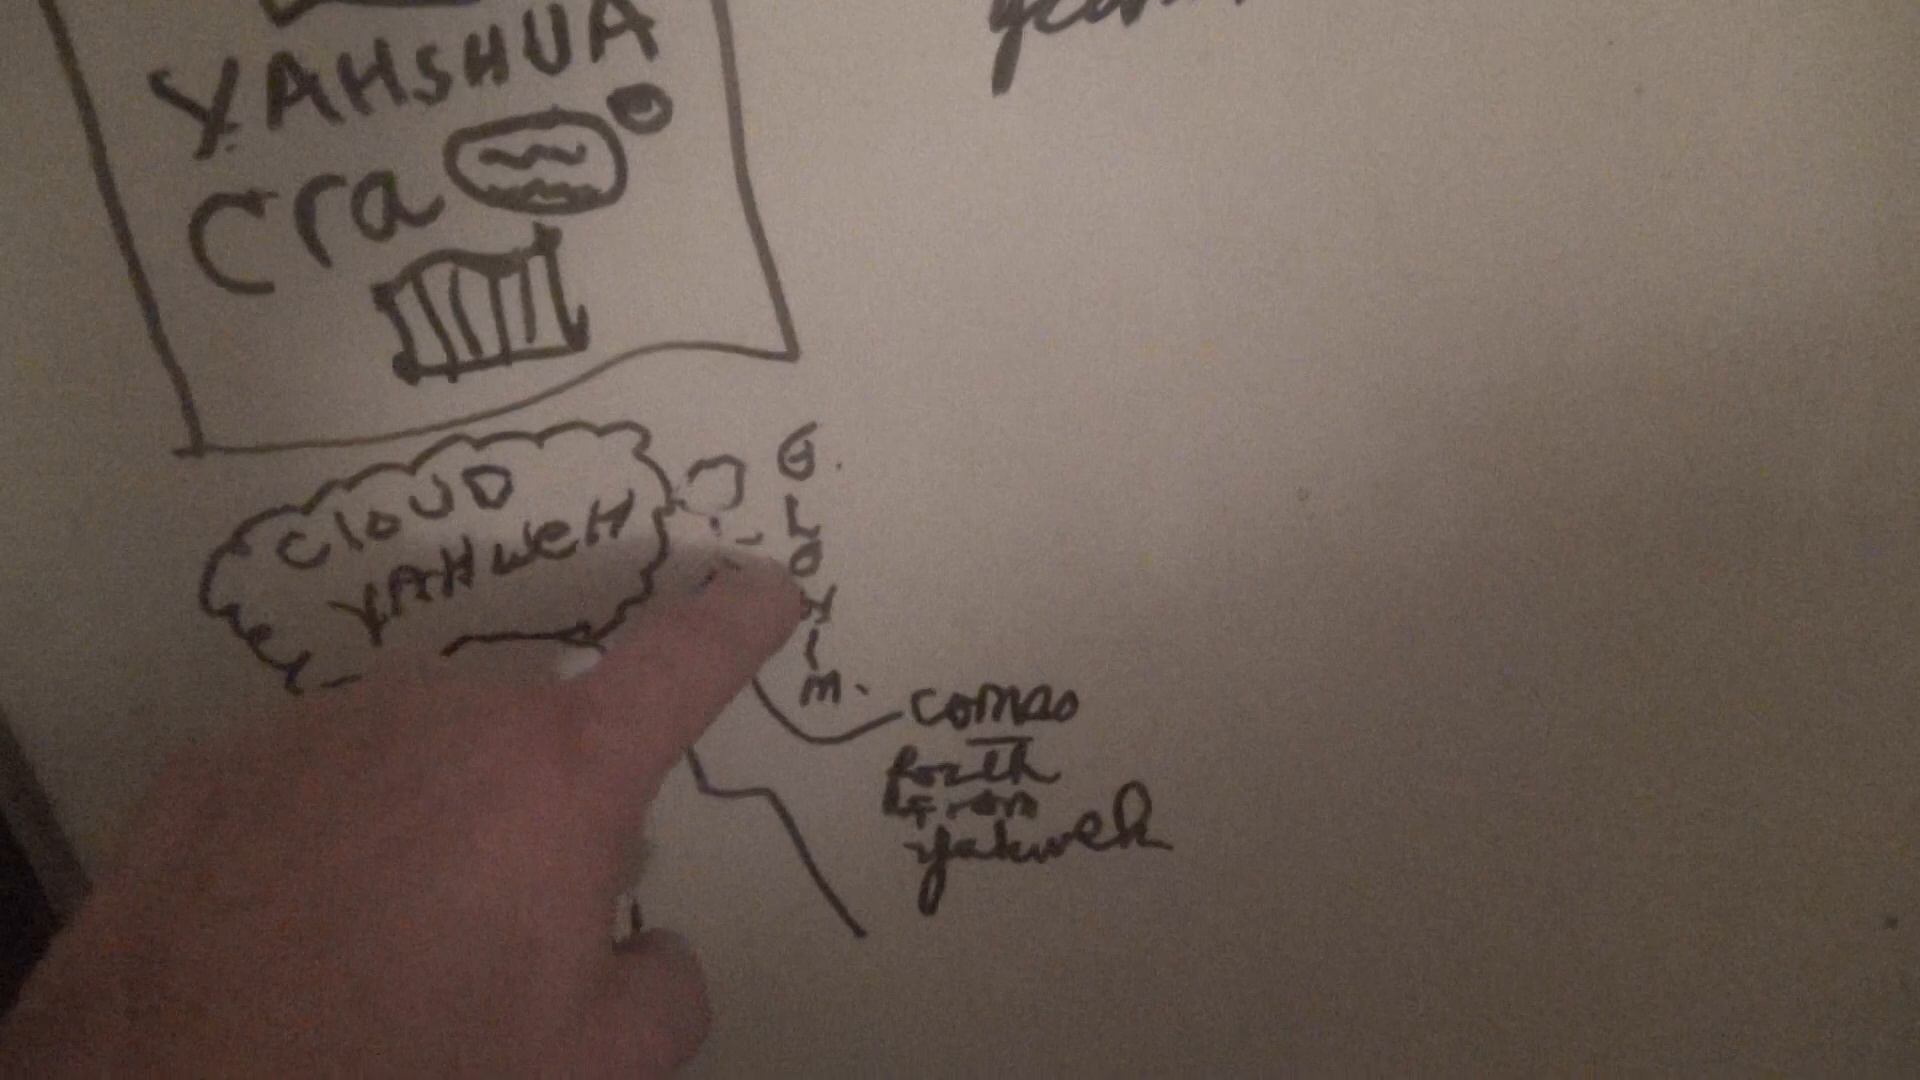 YAHSHUA
Cra
CloUD
YAHweH
E.
L
O
Y
I
m.
comes
forth
From
yahweh